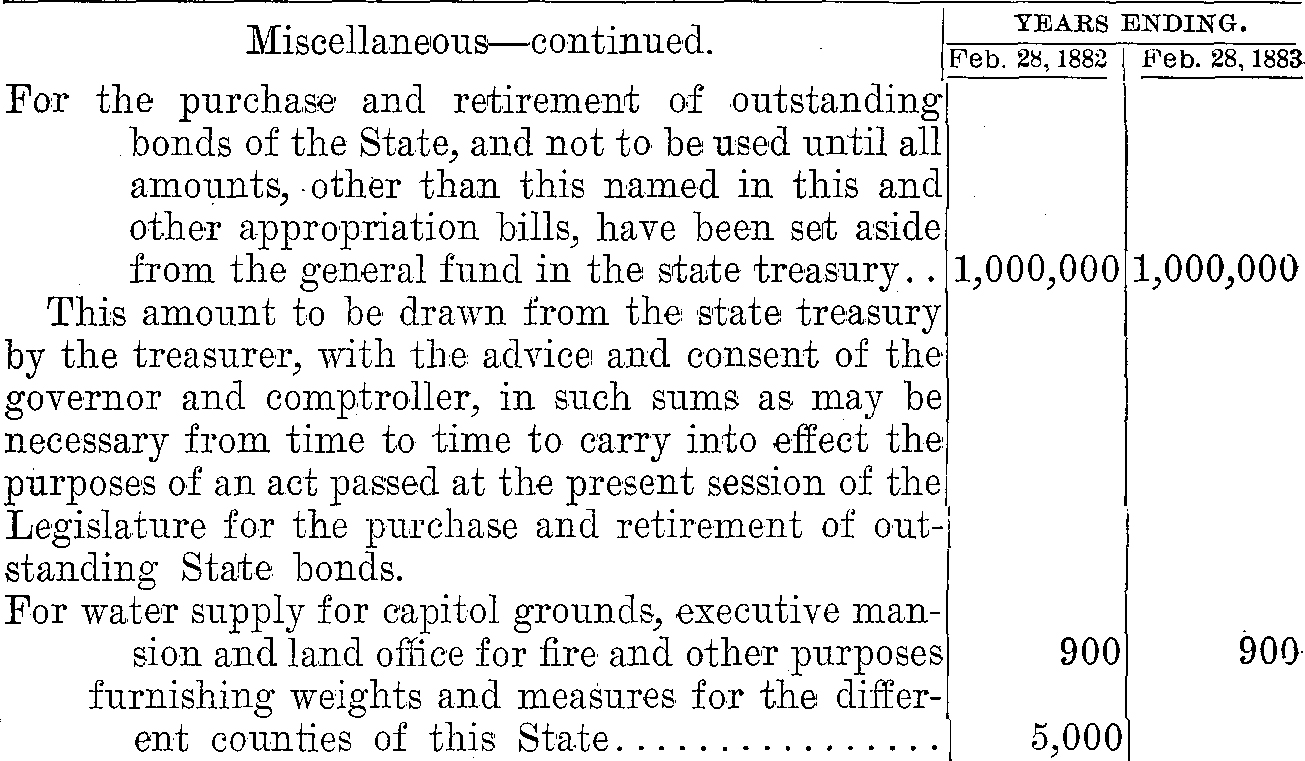 Miscellaneous—continued. YEARS ENDING.
Feb. 28, 1882 Feb. 28, 1883
For the purchase and retirement of outstanding
bonds of the State, and not to be used until all
amounts, other than this named in this and
other appropriation bills, have been set aside
from the general fund in the state treasury.. 1,000,000 1,000,000
This amount to be drawn from the state treasury
by the treasurer, with the advice and consent of the
governor and comptroller, in such sums as may be
necessary from time to time to carry into effect the
purposes of an act passed at the present session of the
Legislature for the purchase and retirement of out-
standing State bonds.
For water supply for capitol grounds, executive man-
sion and land office for fire and other purposes 900 900
furnishing weights and measures for the differ-
ent counties of this State................ 5,000